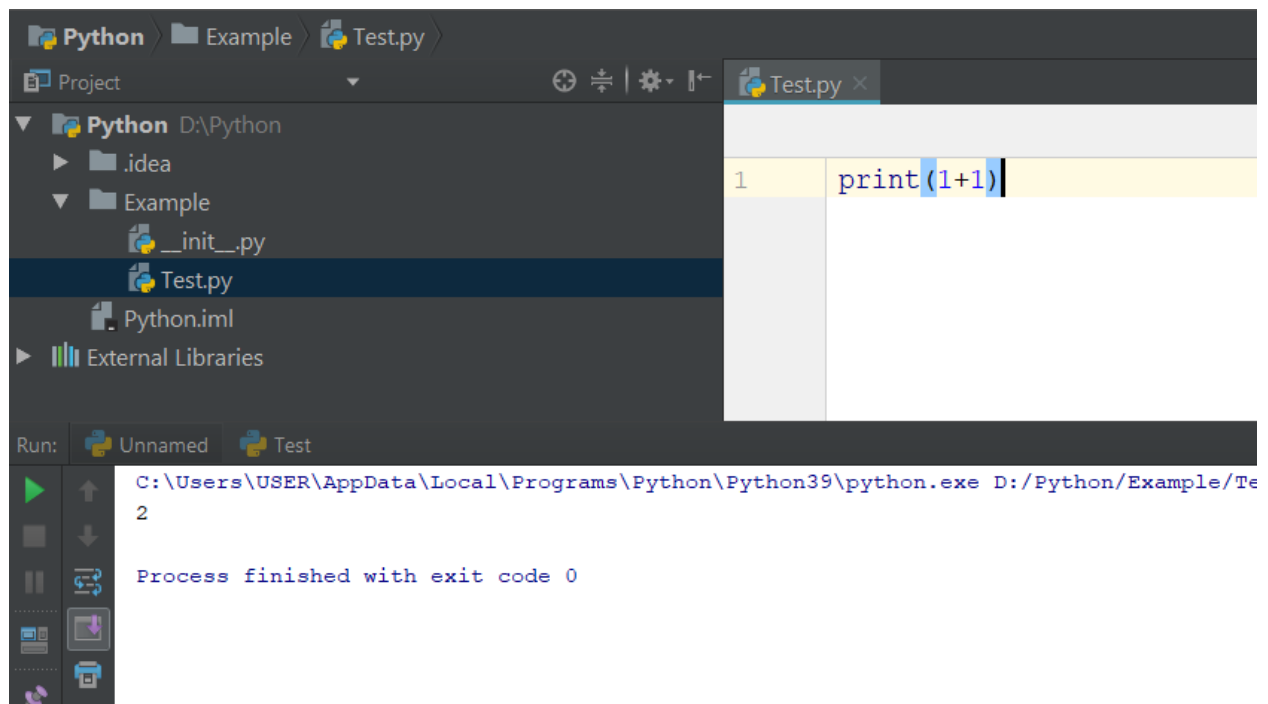 Python Example Test.py
Project
Test.py
Python D:\Python
.idea
Example
__init__.py
Test.py
Python.iml
External Libraries
1 print(1+1)
Run: Unnamed Test
C:\Users\USER\AppData\Local\Programs\Python\Python39\python.exe D:/Python/Example/Te
2
Process finished with exit code 0